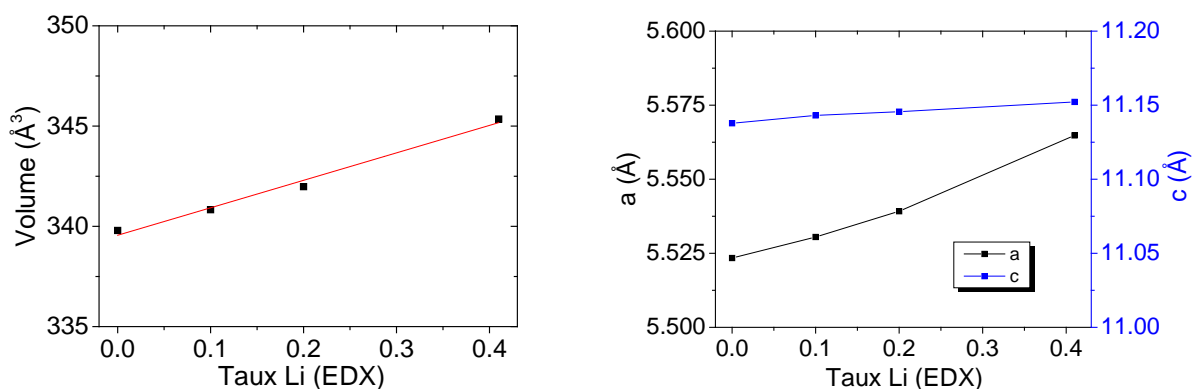 350
345
340
335
Volume (Å³)
0.0 0.1 0.2 0.3 0.4
Taux Li (EDX)
5.600
5.575
5.550
5.525
5.500
a (Å)
11.20
11.15
11.10
11.05
11.00
c (Å)
a
c
0.0 0.1 0.2 0.3 0.4
Taux Li (EDX)